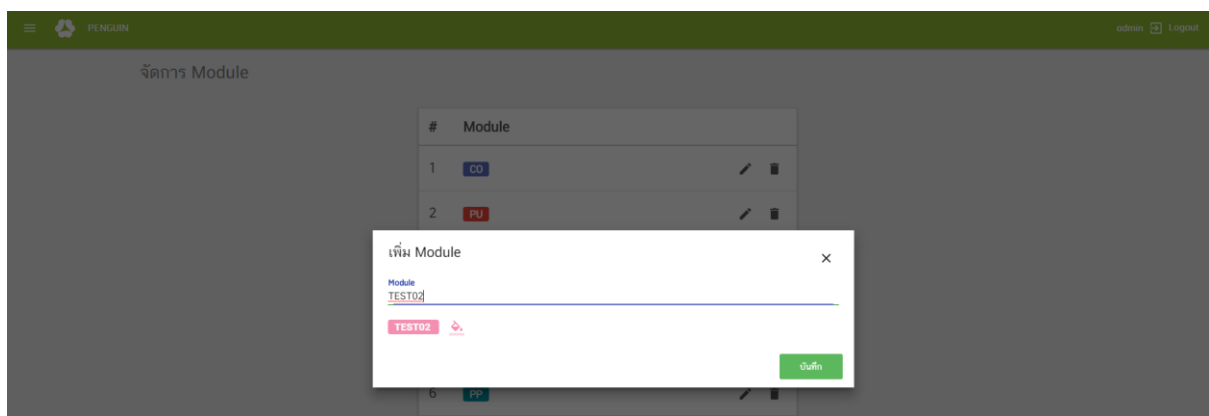 PENGUIN
admin Logout
จัดการ Module
# Module
1 CO
2 PU
เพิ่ม Module
Module
TEST02
TEST02
บันทึก
6 PP